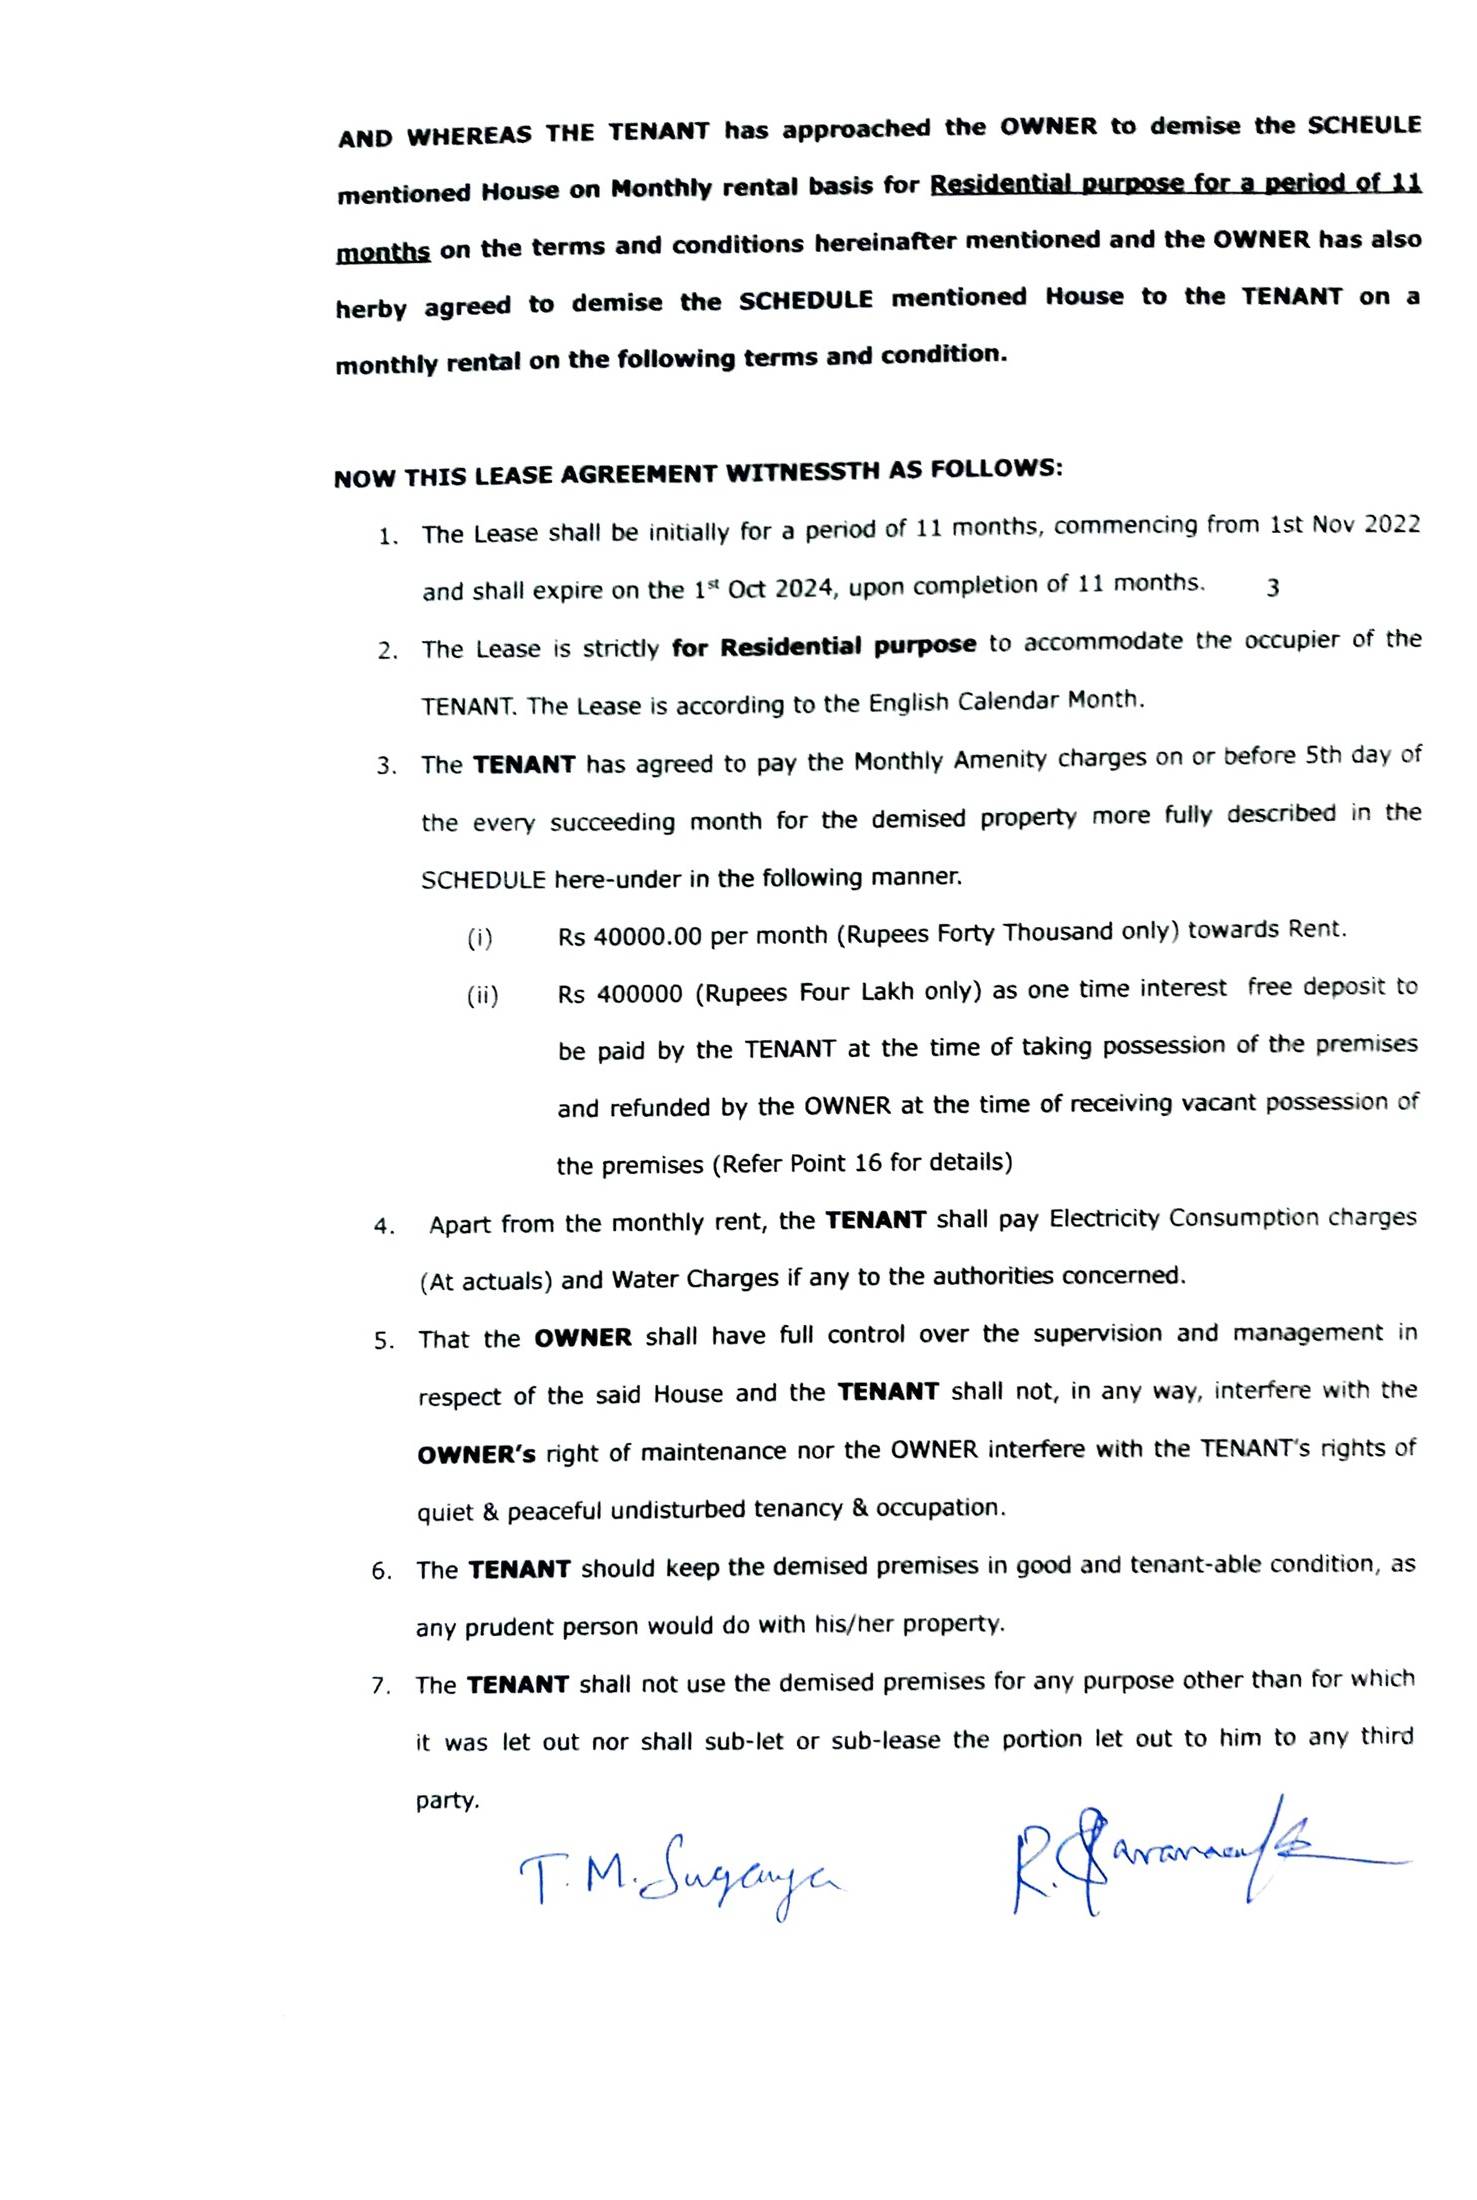 AND WHEREAS THE TENANT has approached the OWNER to demise the SCHEULE
mentioned House on Monthly rental basis for Residential purpose for a period of 11
months on the terms and conditions hereinafter mentioned and the OWNER has also
herby agreed to demise the SCHEDULE mentioned House to the TENANT on a
monthly rental on the following terms and condition.
NOW THIS LEASE AGREEMENT WITNESSTH AS FOLLOWS:
1. The Lease shall be initially for a period of 11 months, commencing from 1st Nov 2022
and shall expire on the 1st Oct 2024, upon completion of 11 months. 3
2. The Lease is strictly for Residential purpose to accommodate the occupier of the
TENANT. The Lease is according to the English Calendar Month.
3. The TENANT has agreed to pay the Monthly Amenity charges on or before 5th day of
the every succeeding month for the demised property more fully described in the
SCHEDULE here-under in the following manner.
(i) Rs 40000.00 per month (Rupees Forty Thousand only) towards Rent.
(ii) Rs 400000 (Rupees Four Lakh only) as one time interest free deposit to
be paid by the TENANT at the time of taking possession of the premises
and refunded by the OWNER at the time of receiving vacant possession of
the premises (Refer Point 16 for details)
4. Apart from the monthly rent, the TENANT shall pay Electricity Consumption charges
(At actuals) and Water Charges if any to the authorities concerned.
5. That the OWNER shall have full control over the supervision and management in
respect of the said House and the TENANT shall not, in any way, interfere with the
OWNER's right of maintenance nor the OWNER interfere with the TENANT's rights of
quiet & peaceful undisturbed tenancy & occupation.
6. The TENANT should keep the demised premises in good and tenant-able condition, as
any prudent person would do with his/her property.
7. The TENANT shall not use the demised premises for any purpose other than for which
it was let out nor shall sub-let or sub-lease the portion let out to him to any third
party.
T. M. Suganya R.